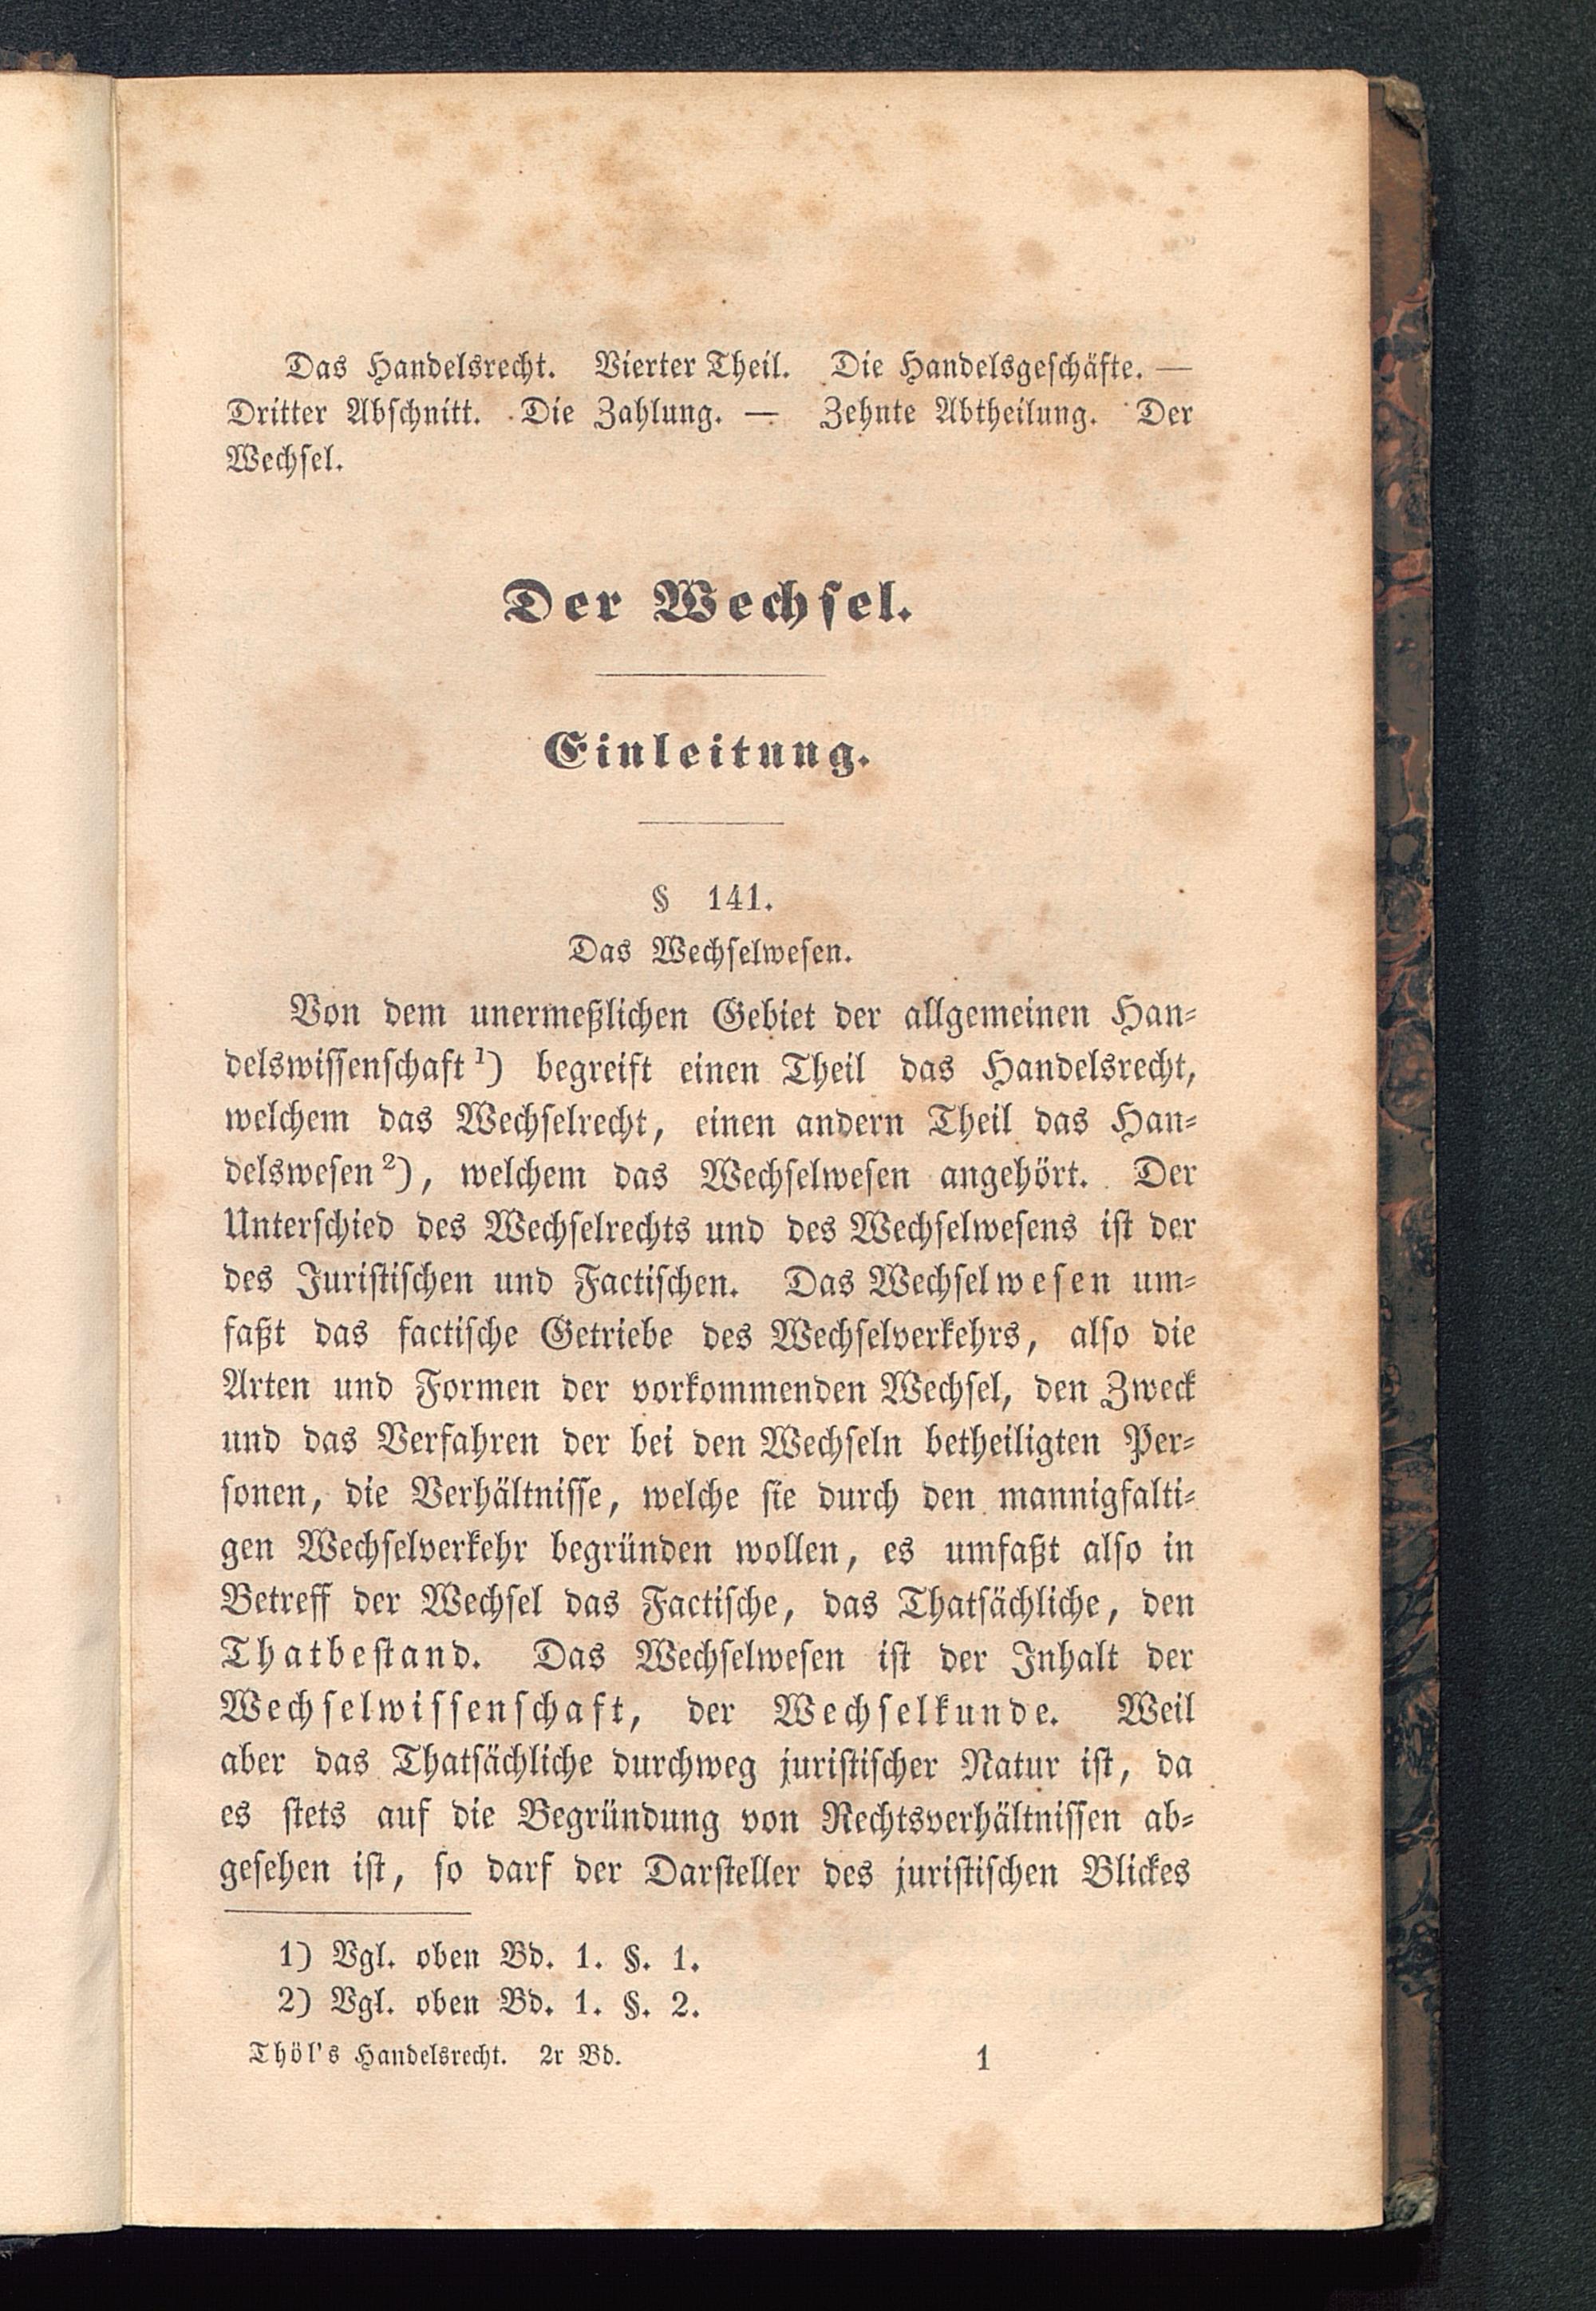 Das Handelsrecht. Vierter Theil. Die Handelsgeschäfte. —
Dritter Abschnitt. Die Zahlung. — Zehnte Abtheilung. Der
Wechsel.
Der Wechsel.
Einleitung.
§ 141.
Das Wechselwesen.
Von dem unermeßlichen Gebiet der allgemeinen Han-
delswissenschaft¹) begreift einen Theil das Handelsrecht,
welchem das Wechselrecht, einen andern Theil das Han-
delswesen²), welchem das Wechselwesen angehört. Der
Unterschied des Wechselrechts und des Wechselwesens ist der
des Juristischen und Factischen. Das Wechselwesen um-
faßt das factische Getriebe des Wechselverkehrs, also die
Arten und Formen der vorkommenden Wechsel, den Zweck
und das Verfahren der bei den Wechseln betheiligten Per-
sonen, die Verhältnisse, welche sie durch den mannigfalti-
gen Wechselverkehr begründen wollen, es umfaßt also in
Betreff der Wechsel das Factische, das Thatsächliche, den
Thatbestand. Das Wechselwesen ist der Inhalt der
Wechselwissenschaft, der Wechselkunde. Weil
aber das Thatsächliche durchweg juristischer Natur ist, da
es stets auf die Begründung von Rechtsverhältnissen ab-
gesehen ist, so darf der Darsteller des juristischen Blickes
1) Vgl. oben Bd. 1. §. 1.
2) Vgl. oben Bd. 1. §. 2.
Thöl's Handelsrecht. 2r Bd. 1